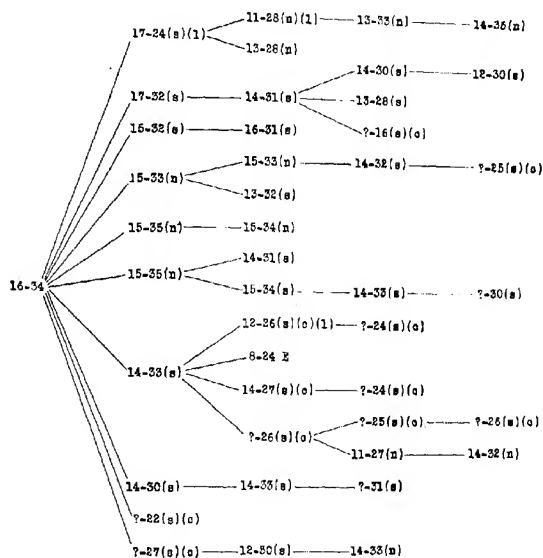 11-28(n)(1) 13-33(n) 14-35(n)
17-24(s)(1)
13-28(n)
14-30(s) 12-30(s)
17-32(s) 14-31(s) 13-28(s)
?-16(s)(c)
15-32(s) 16-31(s)
15-33(n) 14-32(s) ?-25(s)(c)
15-33(n)
13-32(s)
15-35(n) 15-34(n)
14-31(s)
15-35(n)
16-34
15-34(s) 14-33(s) ?-30(s)
12-26(s)(c)(1) ?-24(s)(c)
8-24 E
14-33(s)
14-27(s)(c) ?-24(s)(c)
?-25(s)(c) ?-26(s)(c)
?-26(s)(c)
11-27(n) 14-32(n)
14-30(s) 14-33(s) ?-31(s)
?-22(s)(c)
?-27(s)(c) 12-30(s) 14-33(n)